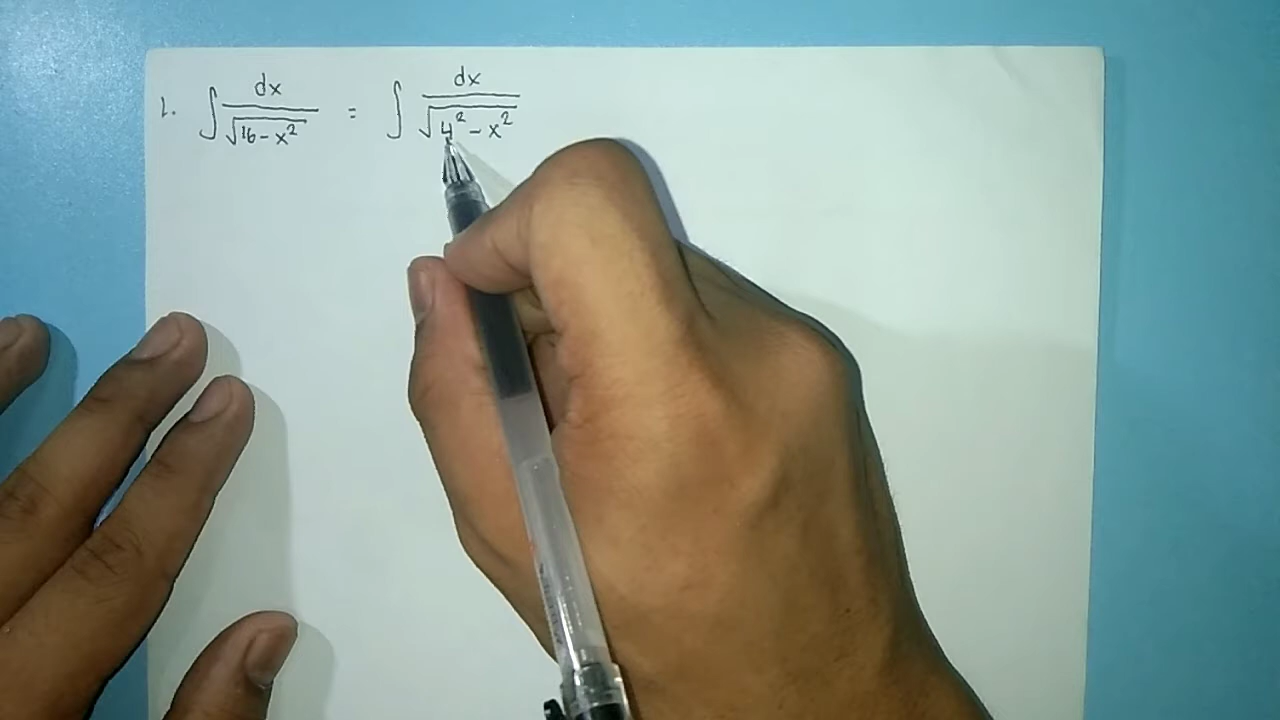 1. ∫ dx / √(16 - x²) = ∫ dx / √(4² - x²)